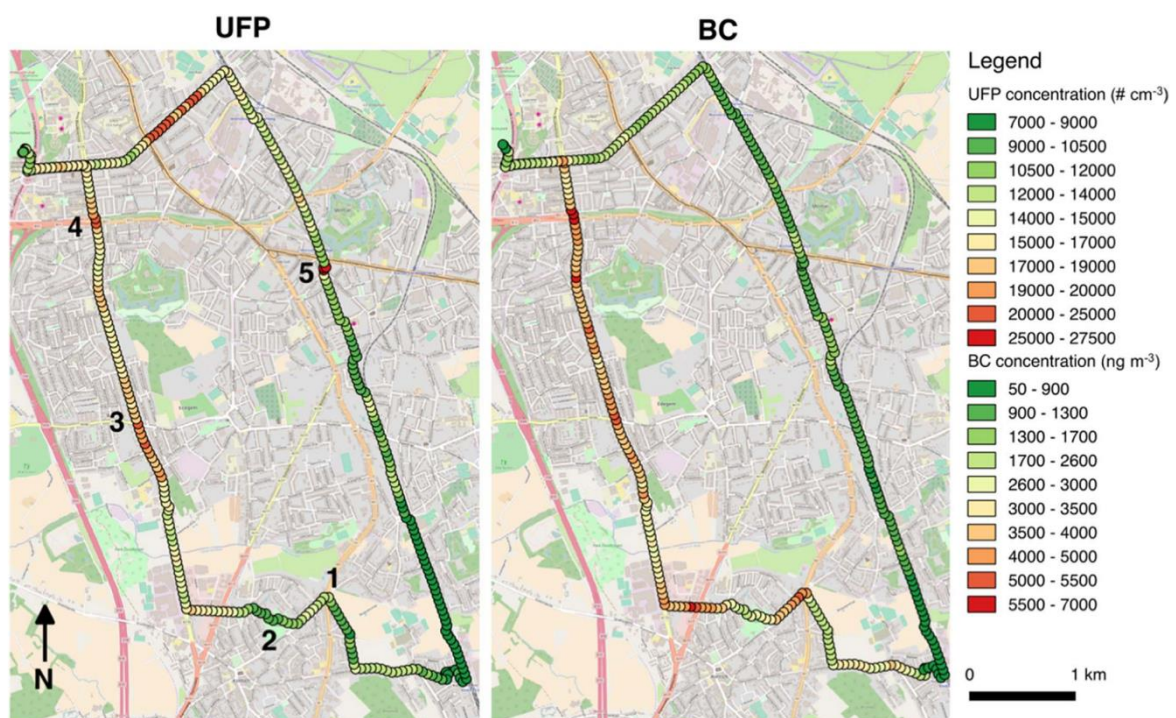 UFP
BC
Legend
UFP concentration (# cm⁻³)
7000 - 9000
9000 - 10500
10500 - 12000
12000 - 14000
14000 - 15000
15000 - 17000
17000 - 19000
19000 - 20000
20000 - 25000
25000 - 27500
BC concentration (ng m⁻³)
50 - 900
900 - 1300
1300 - 1700
1700 - 2600
2600 - 3000
3000 - 3500
3500 - 4000
4000 - 5000
5000 - 5500
5500 - 7000
4
5
3
1
2
N
0 1 km